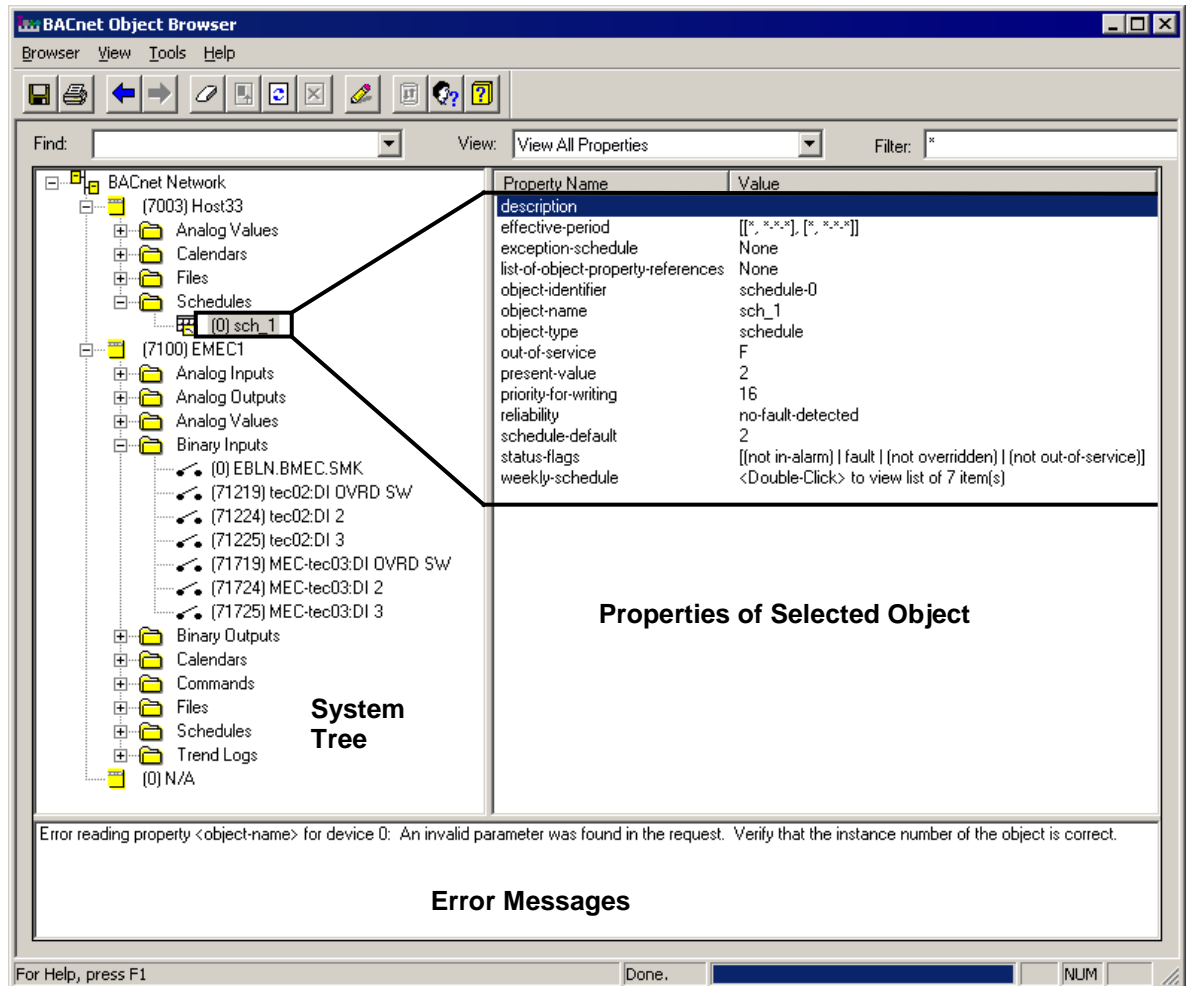 BACnet Object Browser
Browser View Tools Help
Find: View: View All Properties Filter: *
BACnet Network
(7003) Host33
Analog Values
Calendars
Files
Schedules
(0) sch_1
(7100) EMEC1
Analog Inputs
Analog Outputs
Analog Values
Binary Inputs
(0) EBLN.BMEC.SMK
(71219) tec02:DI OVRD SW
(71224) tec02:DI 2
(71225) tec02:DI 3
(71719) MEC-tec03:DI OVRD SW
(71724) MEC-tec03:DI 2
(71725) MEC-tec03:DI 3
Binary Outputs
Calendars
Commands
Files
Schedules
Trend Logs
(0) N/A
System
Tree
Property Name Value
description
effective-period [[*, *-*-*], [*, *-*-*]]
exception-schedule None
list-of-object-property-references None
object-identifier schedule-0
object-name sch_1
object-type schedule
out-of-service F
present-value 2
priority-for-writing 16
reliability no-fault-detected
schedule-default 2
status-flags [(not in-alarm) | fault | (not overridden) | (not out-of-service)]
weekly-schedule <Double-Click> to view list of 7 item(s)
Properties of Selected Object
Error reading property <object-name> for device 0: An invalid parameter was found in the request. Verify that the instance number of the object is correct.
Error Messages
For Help, press F1 Done. NUM